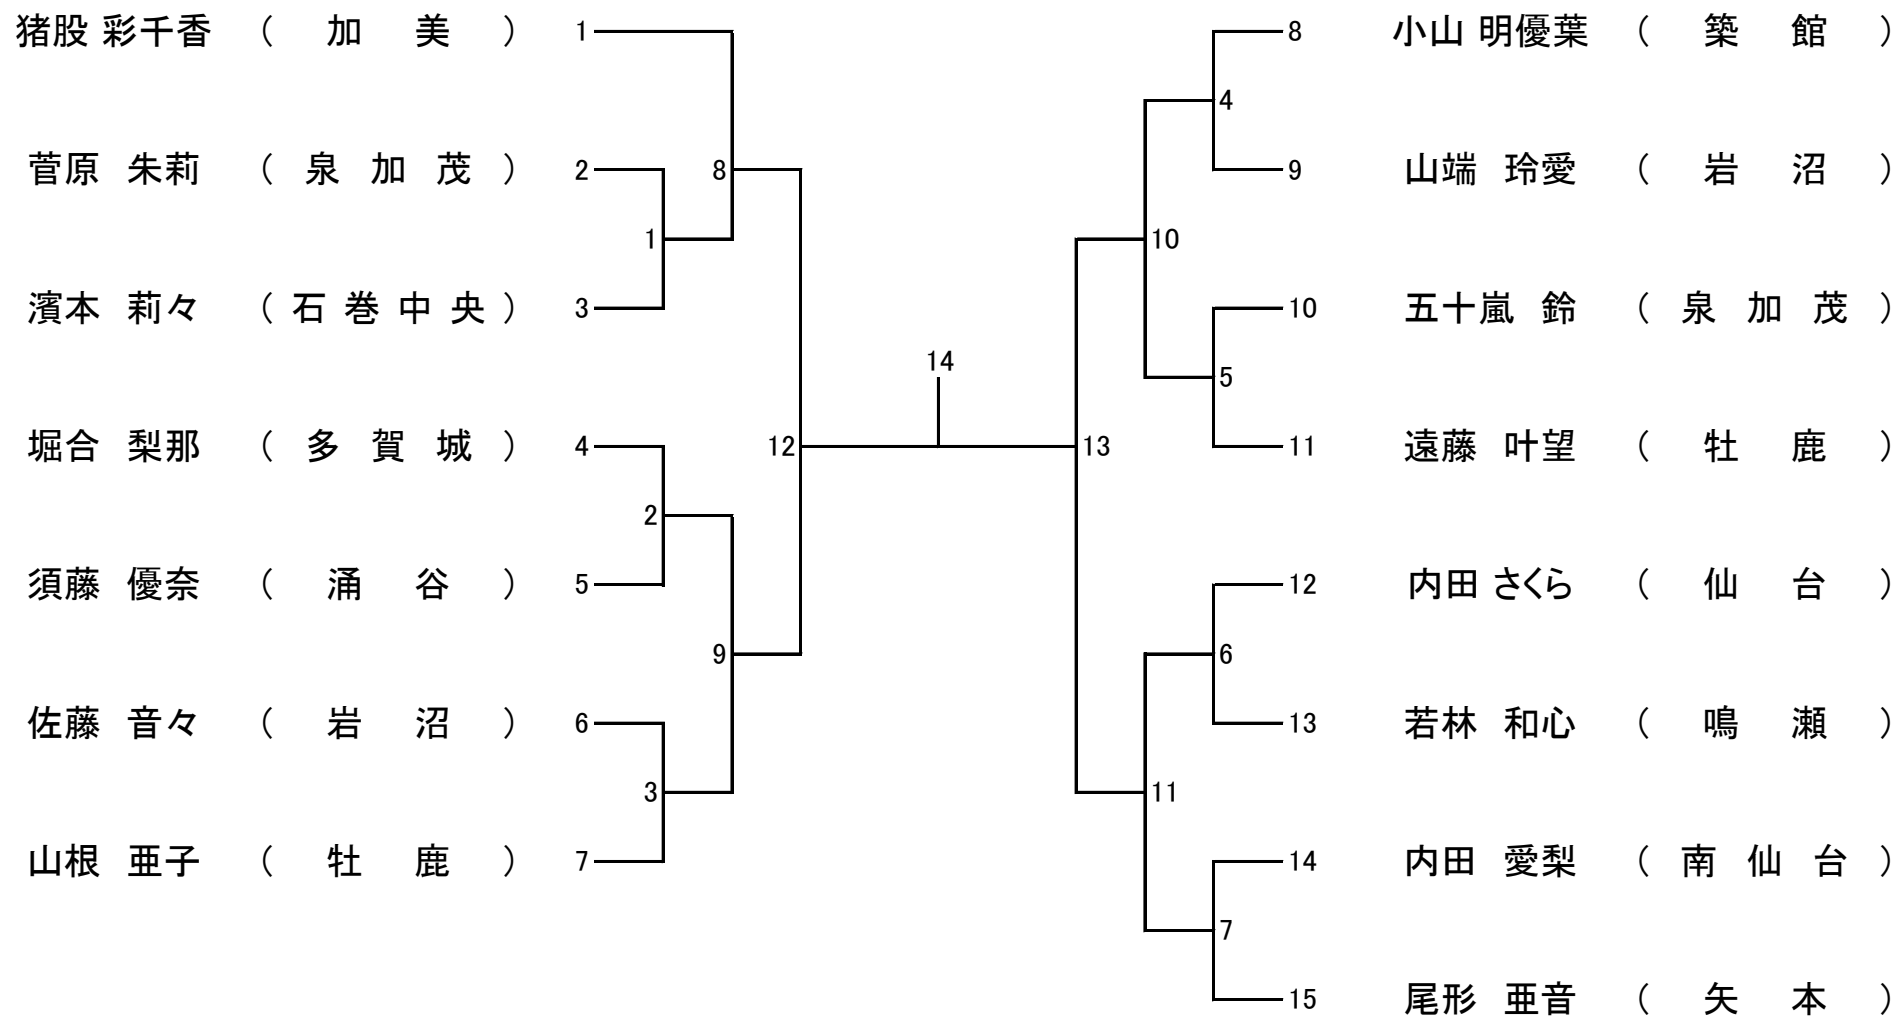 猪股 彩千香 ( 加 美 ) 1
菅原 朱莉 ( 泉 加 茂 ) 2
濱本 莉々 ( 石 巻 中 央 ) 3
堀合 梨那 ( 多 賀 城 ) 4
須藤 優奈 ( 涌 谷 ) 5
佐藤 音々 ( 岩 沼 ) 6
山根 亜子 ( 牡 鹿 ) 7
1
2
3
8
9
12
14
13
10
11
4
5
6
7
8 小山 明優葉 ( 築 館 )
9 山端 玲愛 ( 岩 沼 )
10 五十嵐 鈴 ( 泉 加 茂 )
11 遠藤 叶望 ( 牡 鹿 )
12 内田 さくら ( 仙 台 )
13 若林 和心 ( 鳴 瀬 )
14 内田 愛梨 ( 南 仙 台 )
15 尾形 亜音 ( 矢 本 )